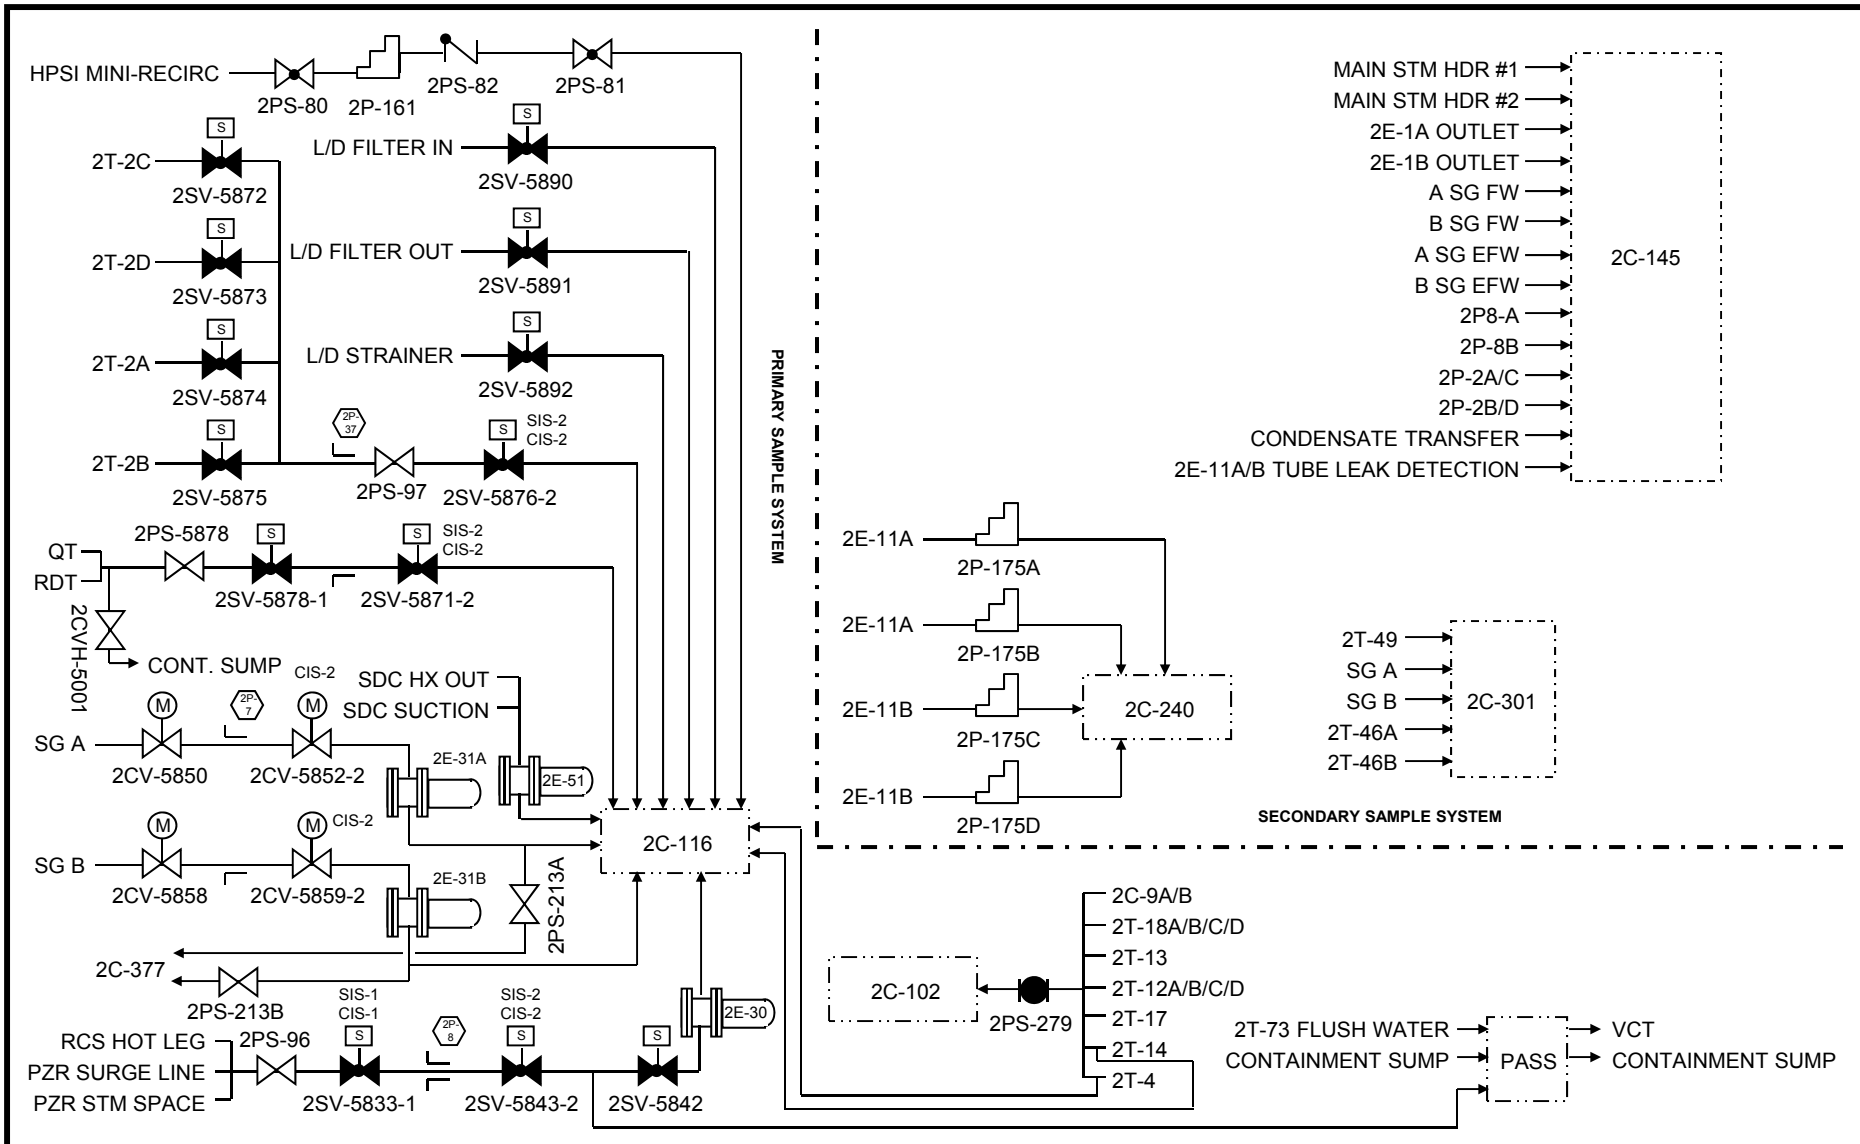 HPSI MINI-RECIRC
2PS-80
2P-161
2PS-82
2PS-81
S
2T-2C
2SV-5872
S
2T-2D
2SV-5873
S
2T-2A
2SV-5874
S
2T-2B
2SV-5875
S
L/D FILTER IN
2SV-5890
S
L/D FILTER OUT
2SV-5891
S
L/D STRAINER
2SV-5892
2P-
37
2PS-97
SIS-2
CIS-2
S
2SV-5876-2
QT
RDT
2PS-5878
S
2SV-5878-1
SIS-2
CIS-2
S
2SV-5871-2
2CVH-5001
CONT. SUMP
SDC HX OUT
SDC SUCTION
2E-51
SG A
M
2CV-5850
2P-
7
CIS-2
M
2CV-5852-2
2E-31A
SG B
M
2CV-5858
M
CIS-2
2CV-5859-2
2E-31B
2C-116
2PS-213A
2C-377
2PS-213B
RCS HOT LEG
PZR SURGE LINE
PZR STM SPACE
2PS-96
SIS-1
CIS-1
S
2SV-5833-1
2P-
8
SIS-2
CIS-2
S
2SV-5843-2
S
2SV-5842
2E-30
PRIMARY SAMPLE SYSTEM
MAIN STM HDR #1
MAIN STM HDR #2
2E-1A OUTLET
2E-1B OUTLET
A SG FW
B SG FW
A SG EFW
B SG EFW
2P8-A
2P-8B
2P-2A/C
2P-2B/D
CONDENSATE TRANSFER
2E-11A/B TUBE LEAK DETECTION
2C-145
2E-11A
2P-175A
2E-11A
2P-175B
2E-11B
2P-175C
2E-11B
2P-175D
2C-240
2T-49
SG A
SG B
2T-46A
2T-46B
2C-301
SECONDARY SAMPLE SYSTEM
2C-102
2PS-279
2C-9A/B
2T-18A/B/C/D
2T-13
2T-12A/B/C/D
2T-17
2T-14
2T-4
2T-73 FLUSH WATER
CONTAINMENT SUMP
PASS
VCT
CONTAINMENT SUMP